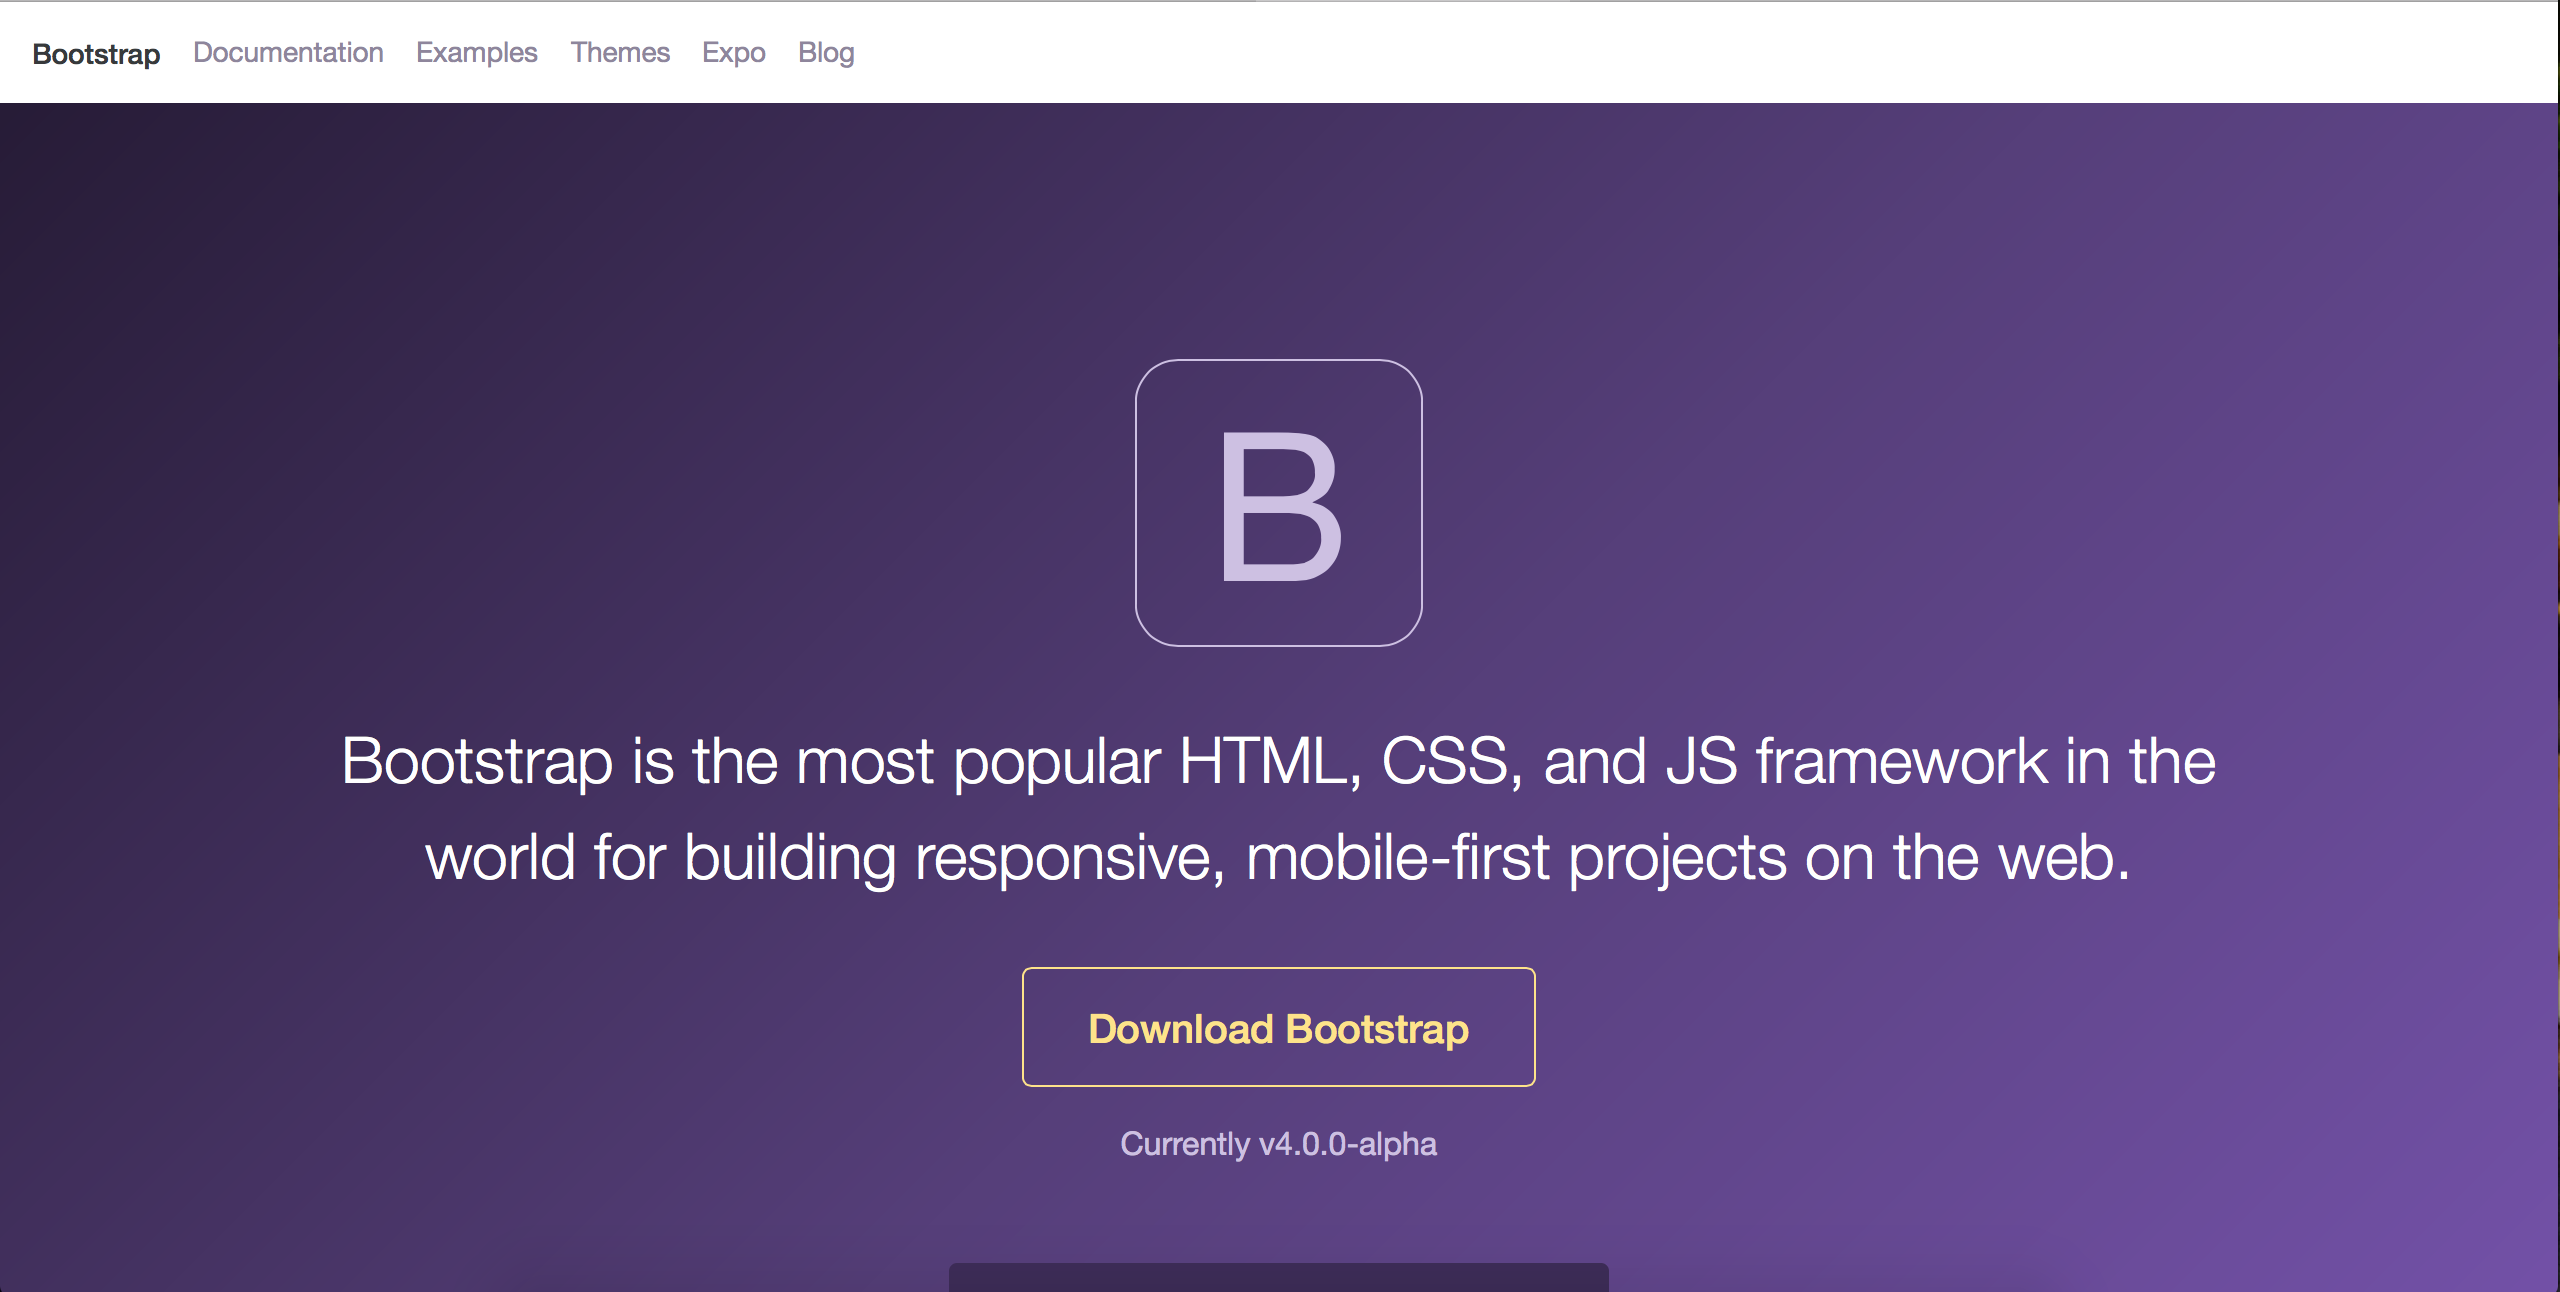 Bootstrap Documentation Examples Themes Expo Blog
B
Bootstrap is the most popular HTML, CSS, and JS framework in the
world for building responsive, mobile-first projects on the web.
Download Bootstrap
Currently v4.0.0-alpha